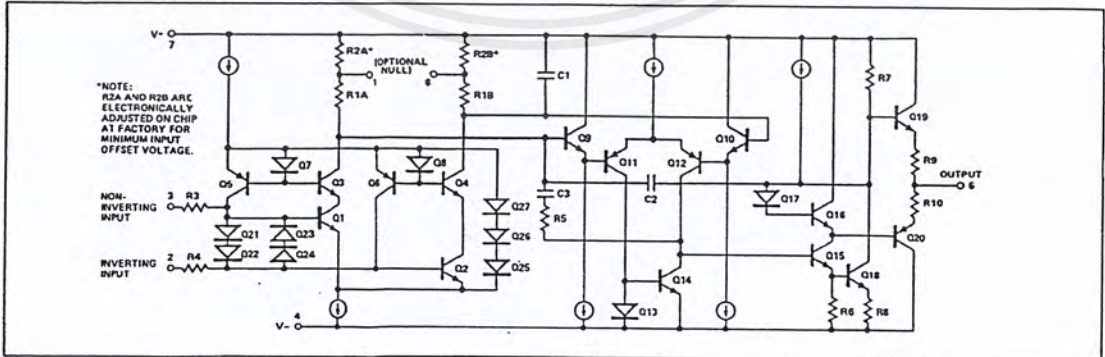 V-
7
R2A*
(OPTIONAL
NULL)
1
8
R2B*
R1A
R1B
C1
R7
*NOTE:
R2A AND R2B ARE
ELECTRONICALLY
ADJUSTED ON CHIP
AT FACTORY FOR
MINIMUM INPUT
OFFSET VOLTAGE.
Q9
Q10
Q19
Q7
Q8
Q11
Q12
R9
Q5
Q3
Q6
Q4
C3
C2
Q17
OUTPUT
6
NON-
INVERTING
INPUT
3
R3
Q1
Q27
R5
Q16
R10
Q21
Q23
Q26
Q20
Q22
Q24
Q15
INVERTING
INPUT
2
R4
Q2
Q25
Q14
Q18
Q13
R6
R8
V-
4